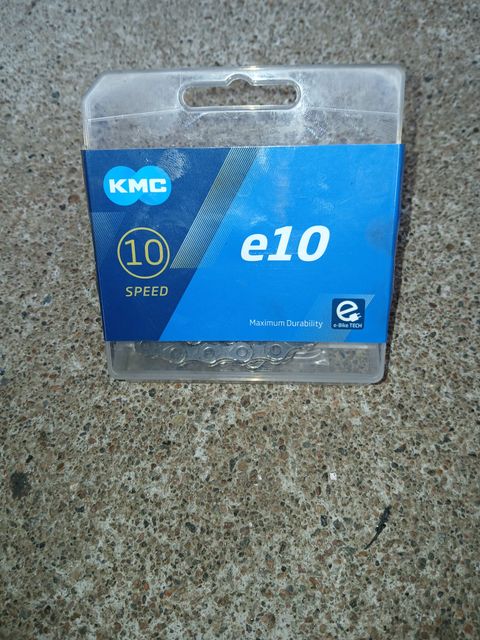 KMC
10
SPEED
e10
Maximum Durability
e
e-Bike TECH